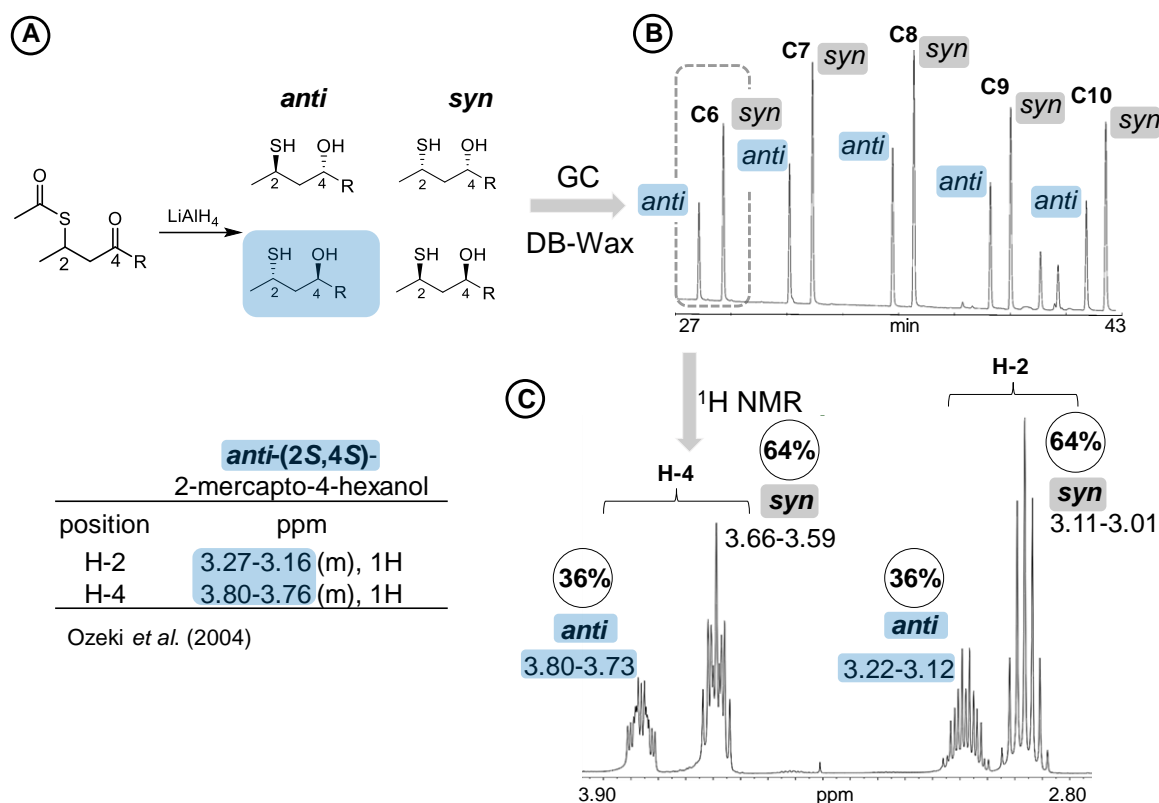 A
anti
syn
SH
OH
2
4
R
SH
OH
2
4
R
O
S
O
2
4
R
LiAlH4
SH
OH
2
4
R
SH
OH
2
4
R
GC
DB-Wax
B
C6
syn
anti
C7
syn
anti
C8
syn
anti
C9
syn
anti
C10
syn
anti
27
min
43
1H NMR
anti-(2S,4S)-
2-mercapto-4-hexanol
position ppm
H-2 3.27-3.16 (m), 1H
H-4 3.80-3.76 (m), 1H
Ozeki et al. (2004)
C
H-4
36%
anti
3.80-3.73
64%
syn
3.66-3.59
H-2
36%
anti
3.22-3.12
64%
syn
3.11-3.01
3.90
ppm
2.80